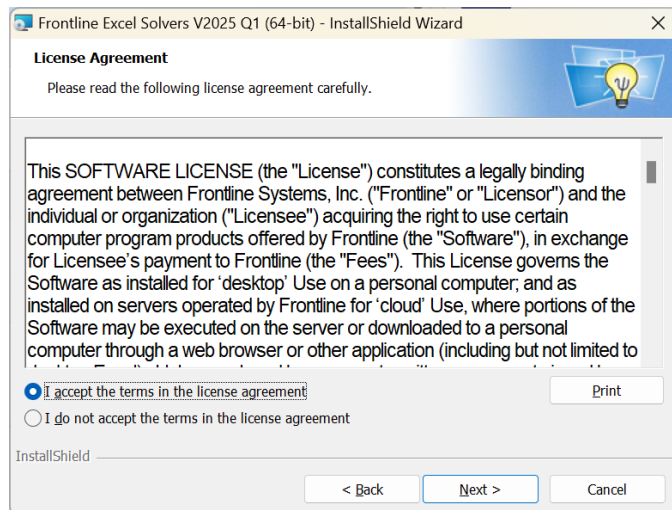 Frontline Excel Solvers V2025 Q1 (64-bit) - InstallShield Wizard
License Agreement
Please read the following license agreement carefully.
This SOFTWARE LICENSE (the "License") constitutes a legally binding
agreement between Frontline Systems, Inc. ("Frontline" or "Licensor") and the
individual or organization ("Licensee") acquiring the right to use certain
computer program products offered by Frontline (the "Software"), in exchange
for Licensee's payment to Frontline (the "Fees").  This License governs the
Software as installed for 'desktop' Use on a personal computer; and as
installed on servers operated by Frontline for 'cloud' Use, where portions of the
Software may be executed on the server or downloaded to a personal
computer through a web browser or other application (including but not limited to
I accept the terms in the license agreement
Print
I do not accept the terms in the license agreement
InstallShield
< Back
Next >
Cancel